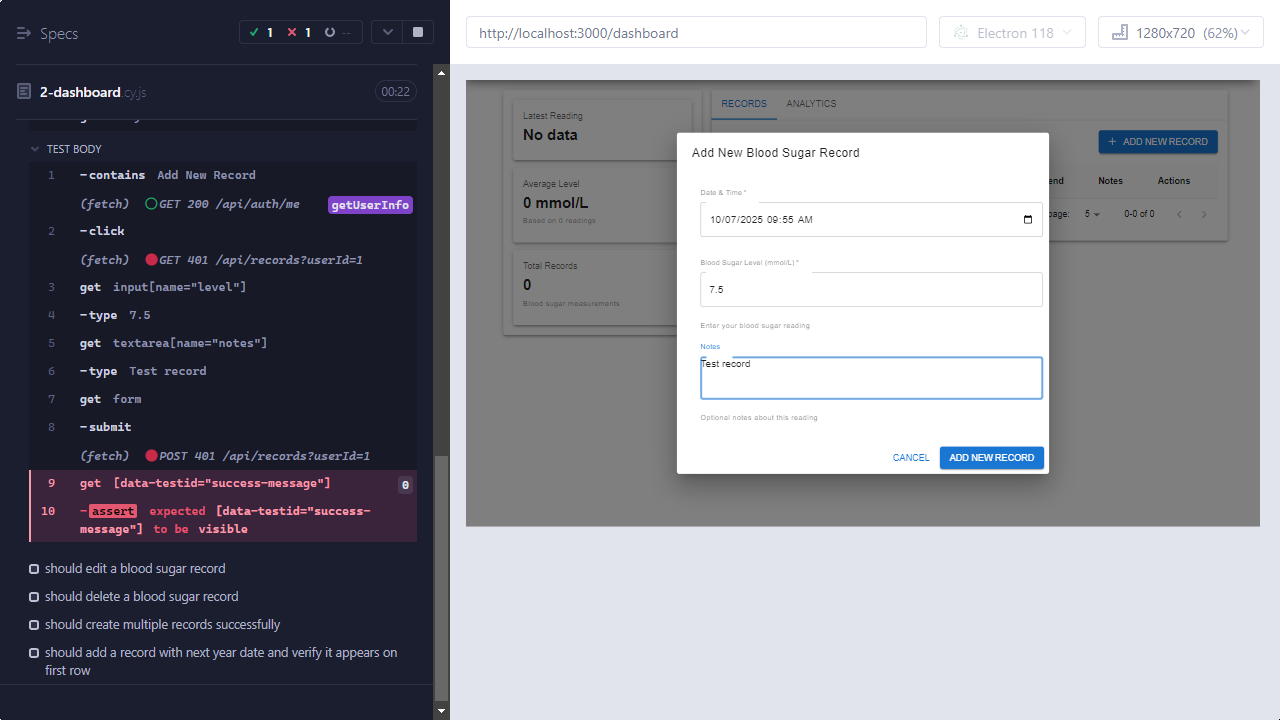 Specs
1
1
--
2-dashboard.cy.js
00:22
TEST BODY
1 -contains Add New Record
(fetch) GET 200 /api/auth/me getUserInfo
2 -click
(fetch) GET 401 /api/records?userId=1
3 get input[name="level"]
4 -type 7.5
5 get textarea[name="notes"]
6 -type Test record
7 get form
8 -submit
(fetch) POST 401 /api/records?userId=1
9 get [data-testid="success-message"] 0
10 -assert expected [data-testid="success-
message"] to be visible
should edit a blood sugar record
should delete a blood sugar record
should create multiple records successfully
should add a record with next year date and verify it appears on
first row
http://localhost:3000/dashboard
Electron 118
1280x720 (62%)
Latest Reading
No data
Average Level
0 mmol/L
Based on 0 readings
Total Records
0
Blood sugar measurements
RECORDS ANALYTICS
+ ADD NEW RECORD
end Notes Actions
page: 5 0-0 of 0
Add New Blood Sugar Record
Date & Time *
10/07/2025 09:55 AM
Blood Sugar Level (mmol/L) *
7.5
Enter your blood sugar reading
Notes
Test record
Optional notes about this reading
CANCEL ADD NEW RECORD